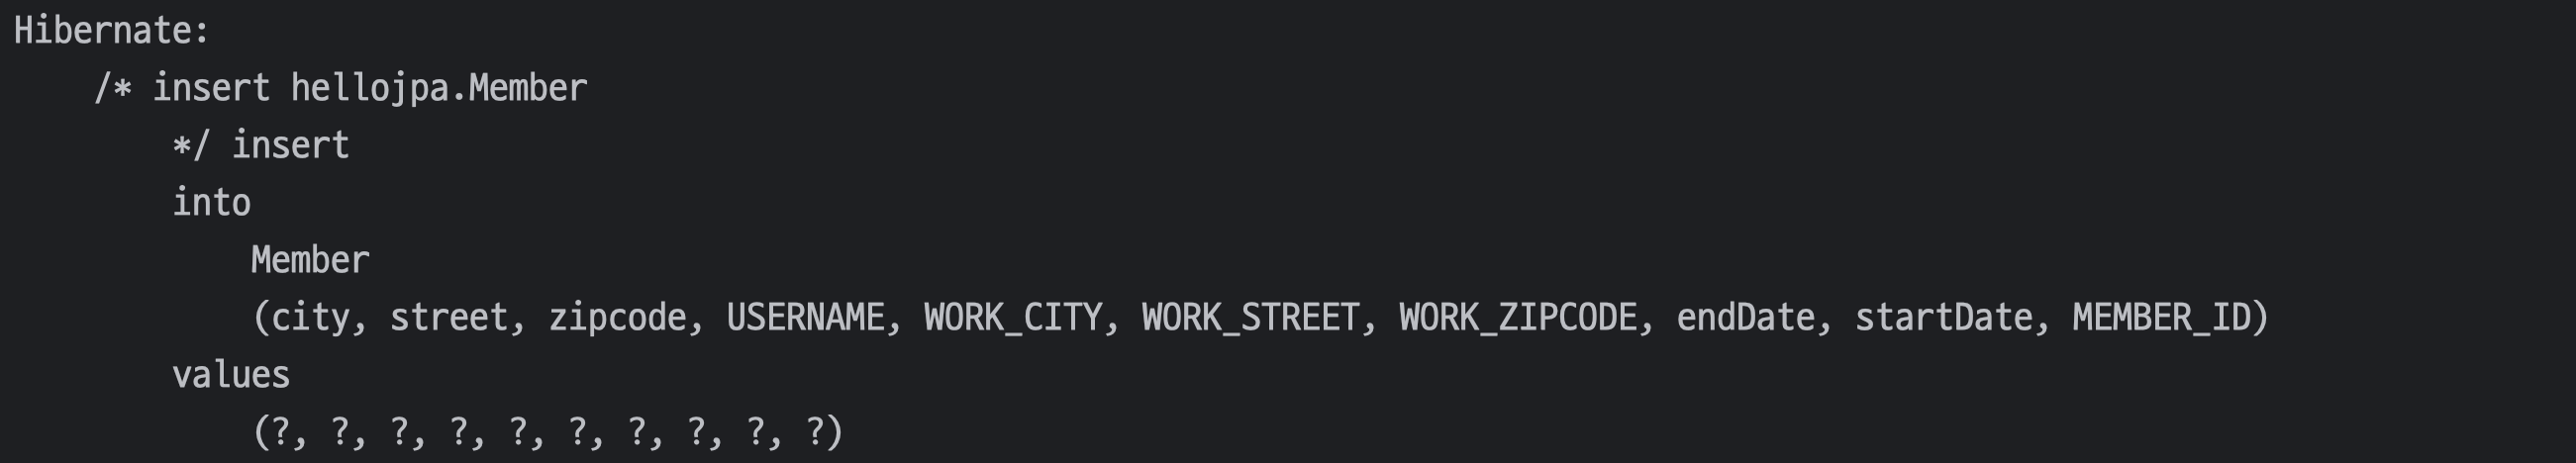 Hibernate:
/* insert hellojpa.Member
*/ insert
into
Member
(city, street, zipcode, USERNAME, WORK_CITY, WORK_STREET, WORK_ZIPCODE, endDate, startDate, MEMBER_ID)
values
(?, ?, ?, ?, ?, ?, ?, ?, ?, ?)